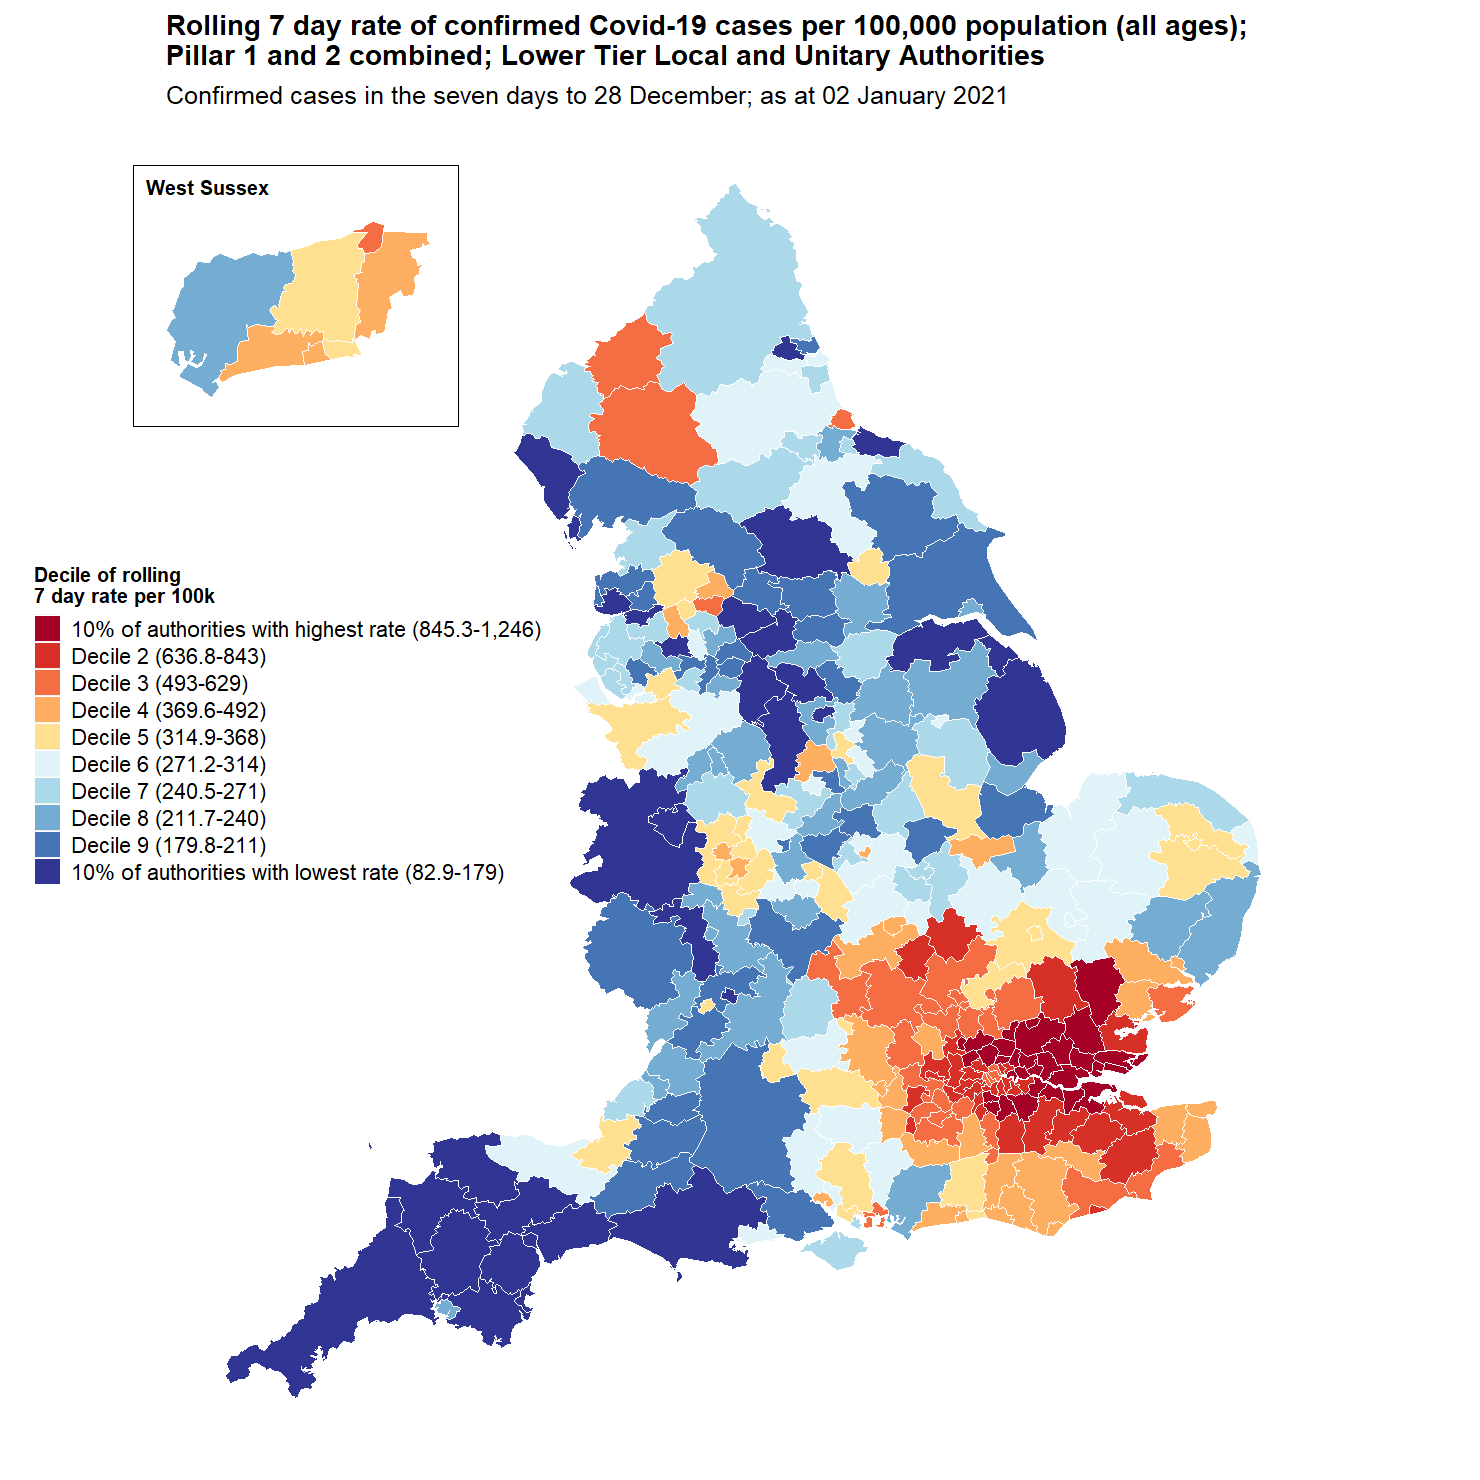 Rolling 7 day rate of confirmed Covid-19 cases per 100,000 population (all ages);
Pillar 1 and 2 combined; Lower Tier Local and Unitary Authorities
Confirmed cases in the seven days to 28 December; as at 02 January 2021
West Sussex
Decile of rolling
7 day rate per 100k
10% of authorities with highest rate (845.3-1,246)
Decile 2 (636.8-843)
Decile 3 (493-629)
Decile 4 (369.6-492)
Decile 5 (314.9-368)
Decile 6 (271.2-314)
Decile 7 (240.5-271)
Decile 8 (211.7-240)
Decile 9 (179.8-211)
10% of authorities with lowest rate (82.9-179)